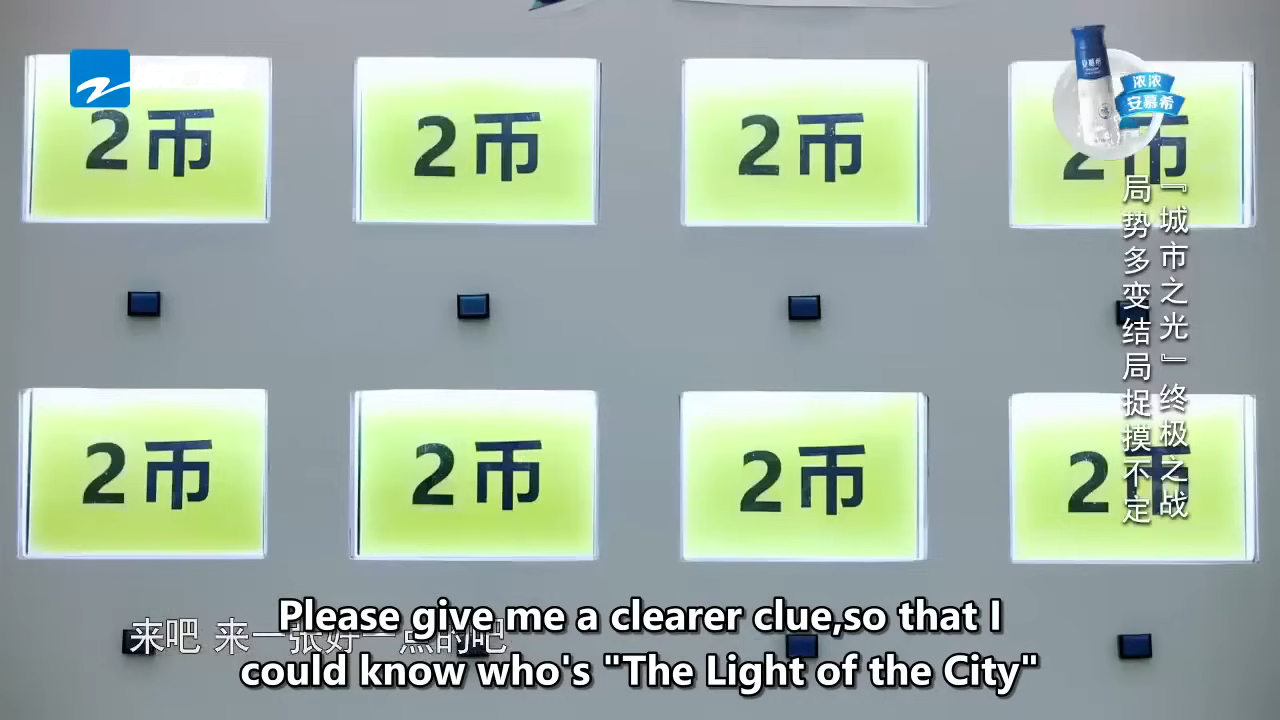 2币
2币
2币
2币
浓浓
安慕希
安慕希
『城市之光』终极之战
局势多变结局捉摸不定
2币
2币
2币
2币
来吧 来一张好一点的吧
Please give me a clearer clue,so that I
could know who's "The Light of the City"